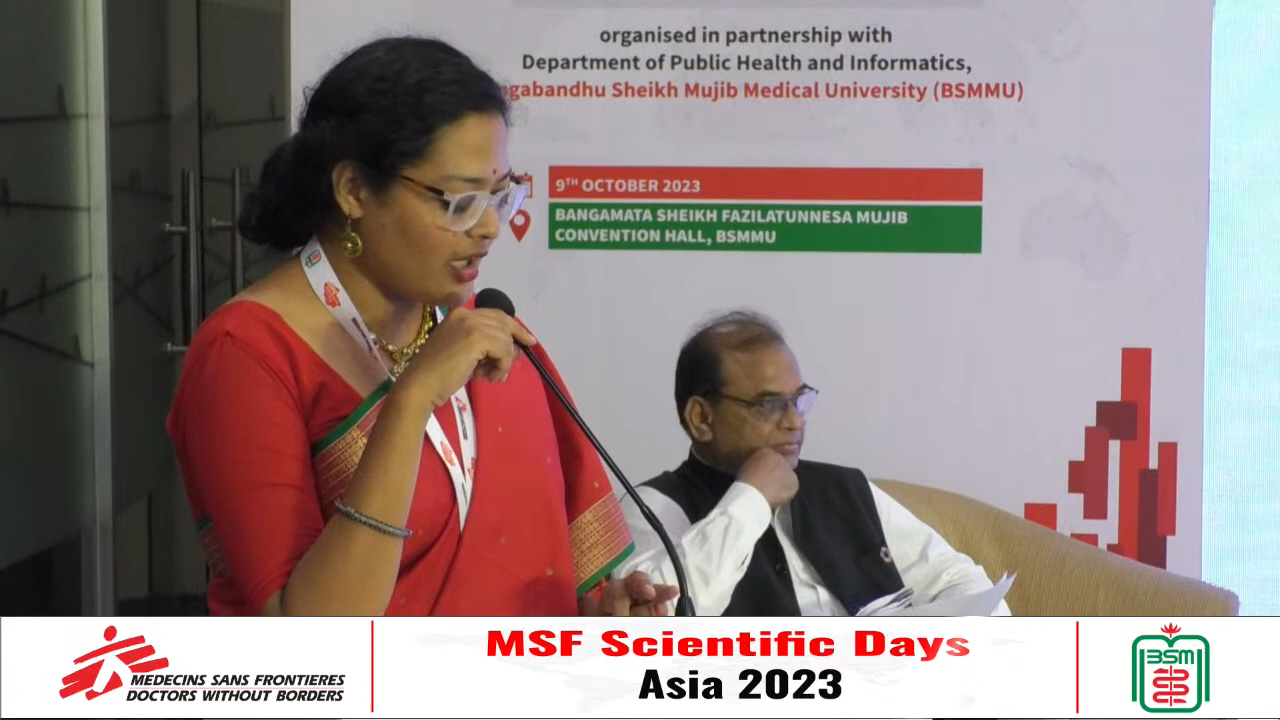 organised in partnership with
Department of Public Health and Informatics,
Sheikh Mujib Medical University (BSMMU)
9TH OCTOBER 2023
BANGAMATA SHEIKH FAZILATUNNESA MUJIB
CONVENTION HALL, BSMMU
MEDECINS SANS FRONTIERES
DOCTORS WITHOUT BORDERS
MSF Scientific Days
Asia 2023
BSM